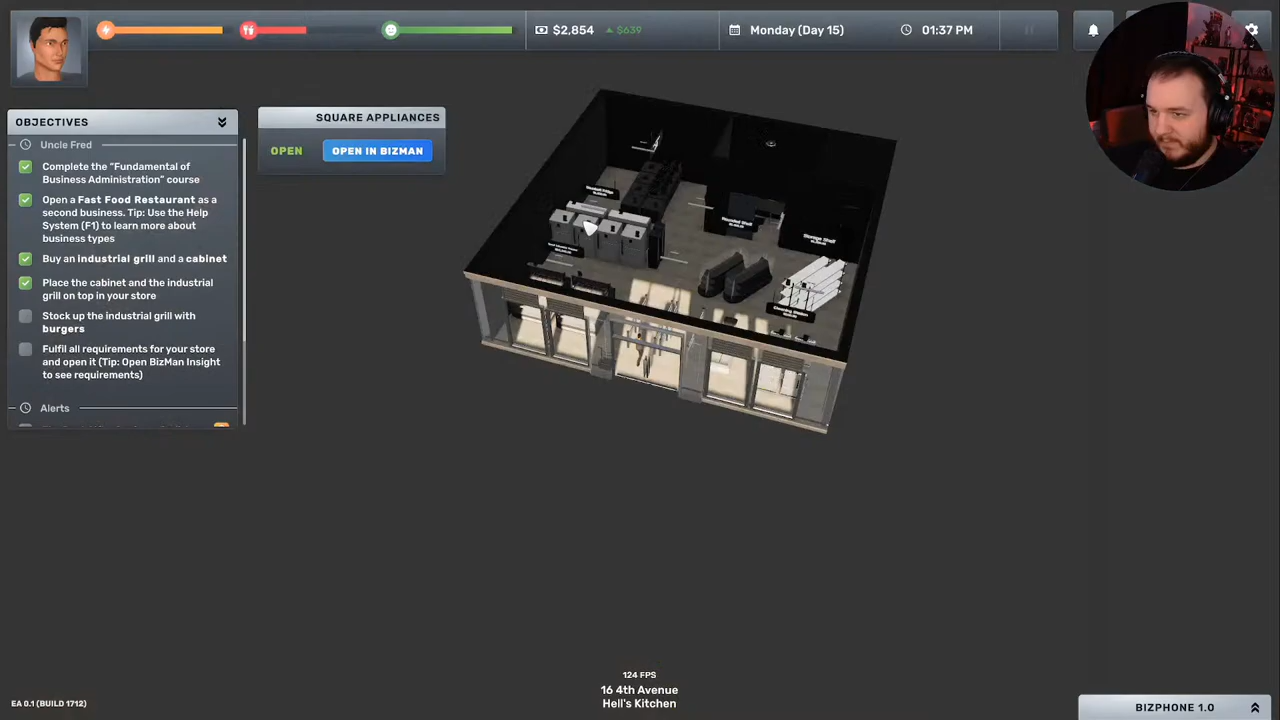 $2,854
$639
Monday (Day 15)
01:37 PM
OBJECTIVES
Uncle Fred
Complete the "Fundamental of
Business Administration" course
Open a Fast Food Restaurant as a
second business. Tip: Use the Help
System (F1) to learn more about
business types
Buy an industrial grill and a cabinet
Place the cabinet and the industrial
grill on top in your store
Stock up the industrial grill with
burgers
Fulfil all requirements for your store
and open it (Tip: Open BizMan Insight
to see requirements)
Alerts
SQUARE APPLIANCES
OPEN
OPEN IN BIZMAN
Storage Shelf
Cleaning Station
124 FPS
16 4th Avenue
Hell's Kitchen
EA 0.1 (BUILD 1712)
BIZPHONE 1.0